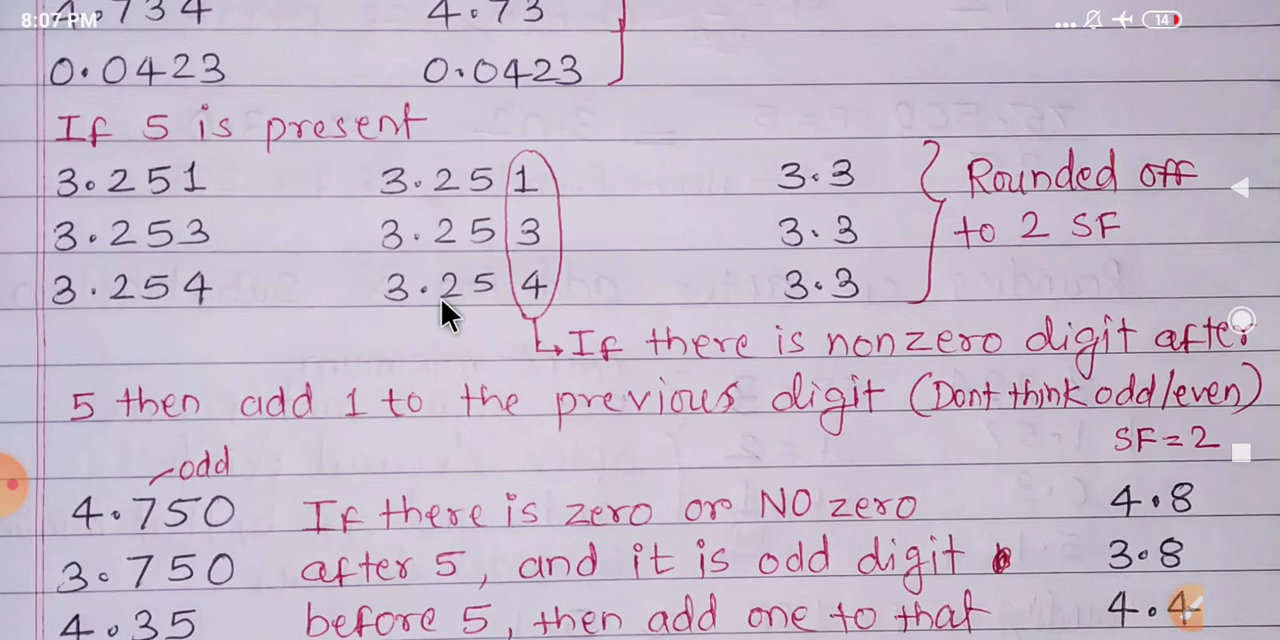 8:07 PM
14
4.734 4.73
0.0423 0.0423
If 5 is present
3.251 3.251 3.3 Rounded off
3.253 3.253 3.3 to 2 SF
3.254 3.254 3.3
If there is nonzero digit after
5 then add 1 to the previous digit (Dont think odd/even)
SF=2
odd
4.750 If there is zero or NO zero 4.8
3.750 after 5, and it is odd digit 3.8
4.35 before 5, then add one to that 4.4